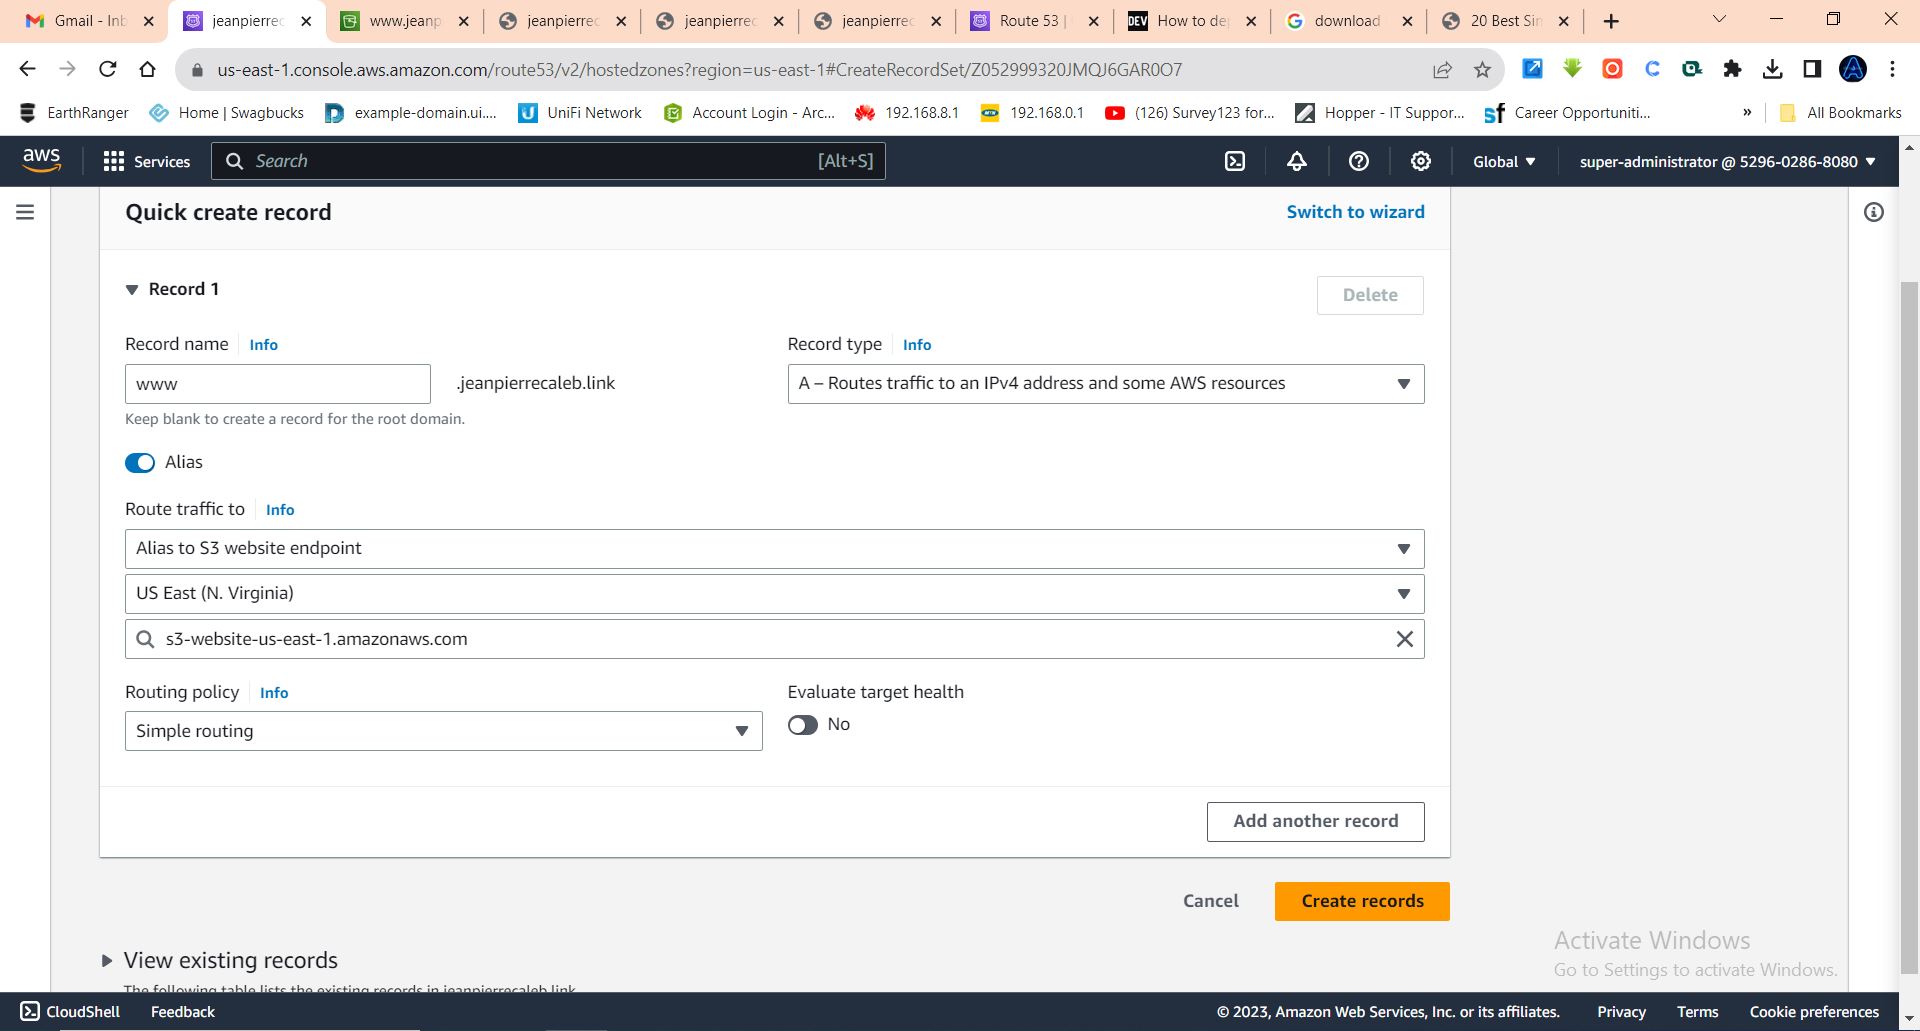 Gmail - Inb
jeanpierrec
www.jeanp
jeanpierrec
jeanpierrec
jeanpierrec
Route 53 |
DEV How to dep
download
20 Best Sin
us-east-1.console.aws.amazon.com/route53/v2/hostedzones?region=us-east-1#CreateRecordSet/Z052999320JMQJ6GAR0O7
EarthRanger
Home | Swagbucks
example-domain.ui....
UniFi Network
Account Login - Arc...
192.168.8.1
192.168.0.1
(126) Survey123 for...
Hopper - IT Suppor...
sf Career Opportuniti...
»
All Bookmarks
aws
Services
Search
[Alt+S]
Global
super-administrator @ 5296-0286-8080
Quick create record
Switch to wizard
Record 1
Delete
Record name Info
Record type Info
www
.jeanpierrecaleb.link
A – Routes traffic to an IPv4 address and some AWS resources
Keep blank to create a record for the root domain.
Alias
Route traffic to Info
Alias to S3 website endpoint
US East (N. Virginia)
s3-website-us-east-1.amazonaws.com
Routing policy Info
Evaluate target health
Simple routing
No
Add another record
Cancel
Create records
Activate Windows
Go to Settings to activate Windows.
View existing records
The following table lists the existing records in jeanpierrecaleb.link
CloudShell
Feedback
© 2023, Amazon Web Services, Inc. or its affiliates.
Privacy
Terms
Cookie preferences